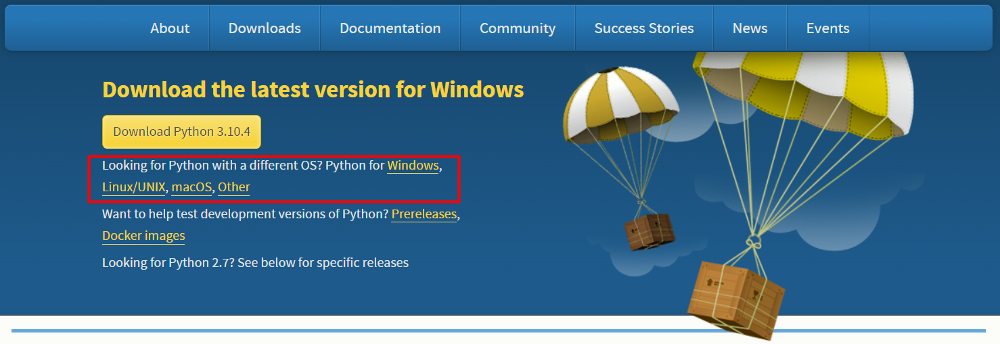 About Downloads Documentation Community Success Stories News Events
Download the latest version for Windows
Download Python 3.10.4
Looking for Python with a different OS? Python for Windows,
Linux/UNIX, macOS, Other
Want to help test development versions of Python? Prereleases,
Docker images
Looking for Python 2.7? See below for specific releases